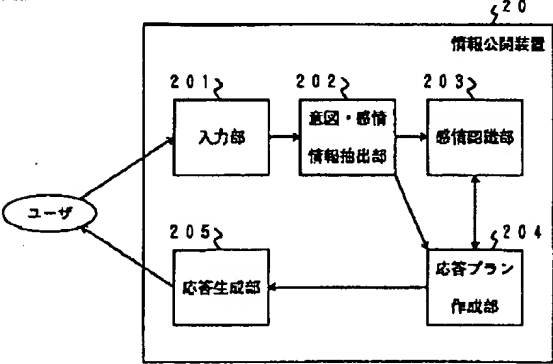 20
情報公開装置
201
202
203
入力部
意図・感情
情報抽出部
感情認識部
ユーザ
205
204
応答生成部
応答プラン
作成部